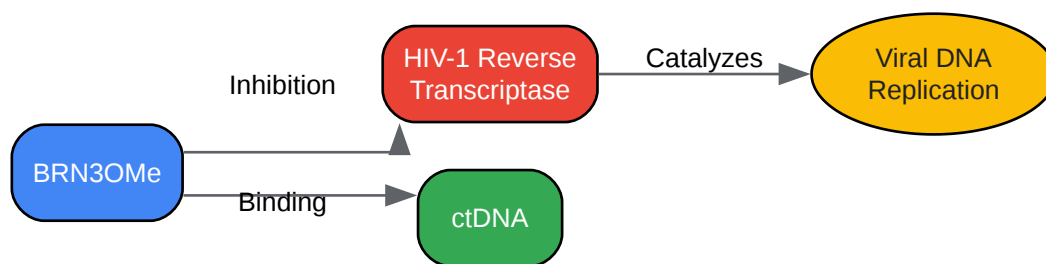 HIV-1 Reverse
Transcriptase
Catalyzes
Viral DNA
Replication
Inhibition
BRN3OMe
Binding
ctDNA